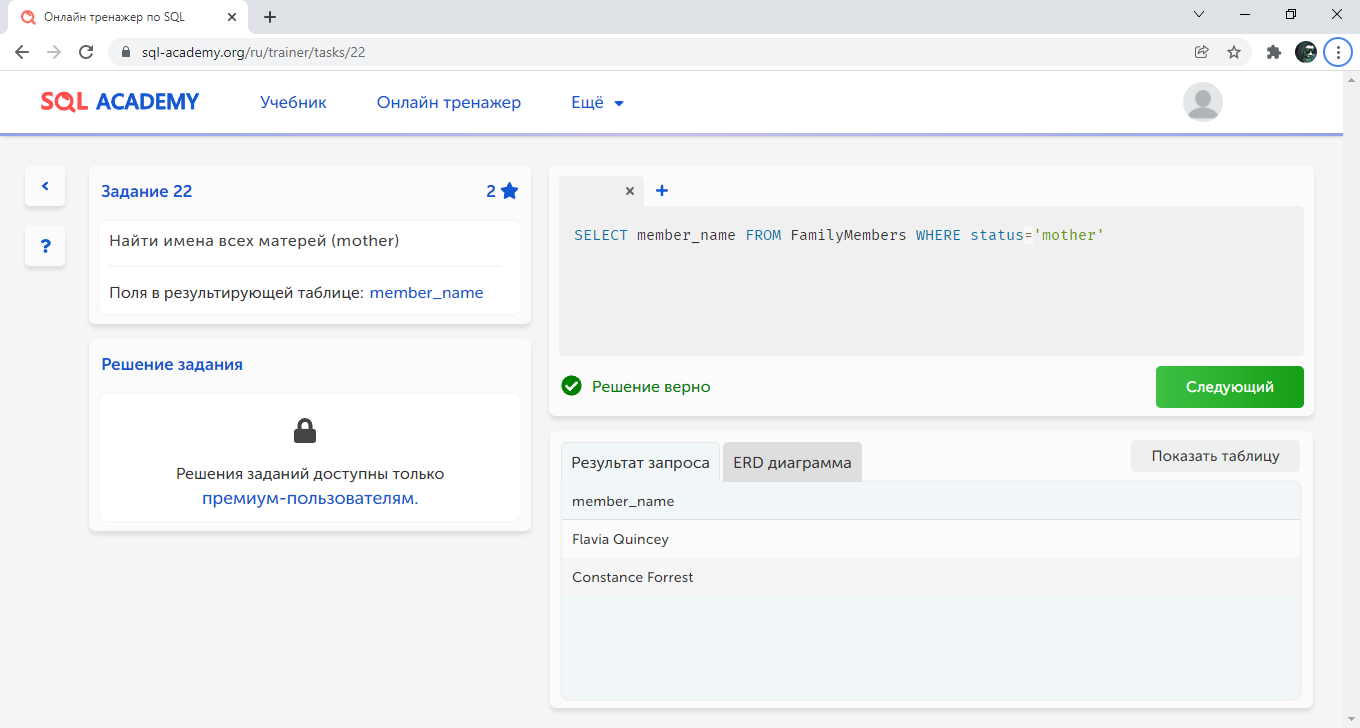 Онлайн тренажер по SQL
sql-academy.org/ru/trainer/tasks/22
SQL ACADEMY
Учебник
Онлайн тренажер
Ещё
Задание 22
2
Найти имена всех матерей (mother)
Поля в результирующей таблице: member_name
?
Решение задания
Решения заданий доступны только
премиум-пользователям.
SELECT member_name FROM FamilyMembers WHERE status='mother'
Решение верно
Следующий
Результат запроса
ERD диаграмма
Показать таблицу
member_name
Flavia Quincey
Constance Forrest